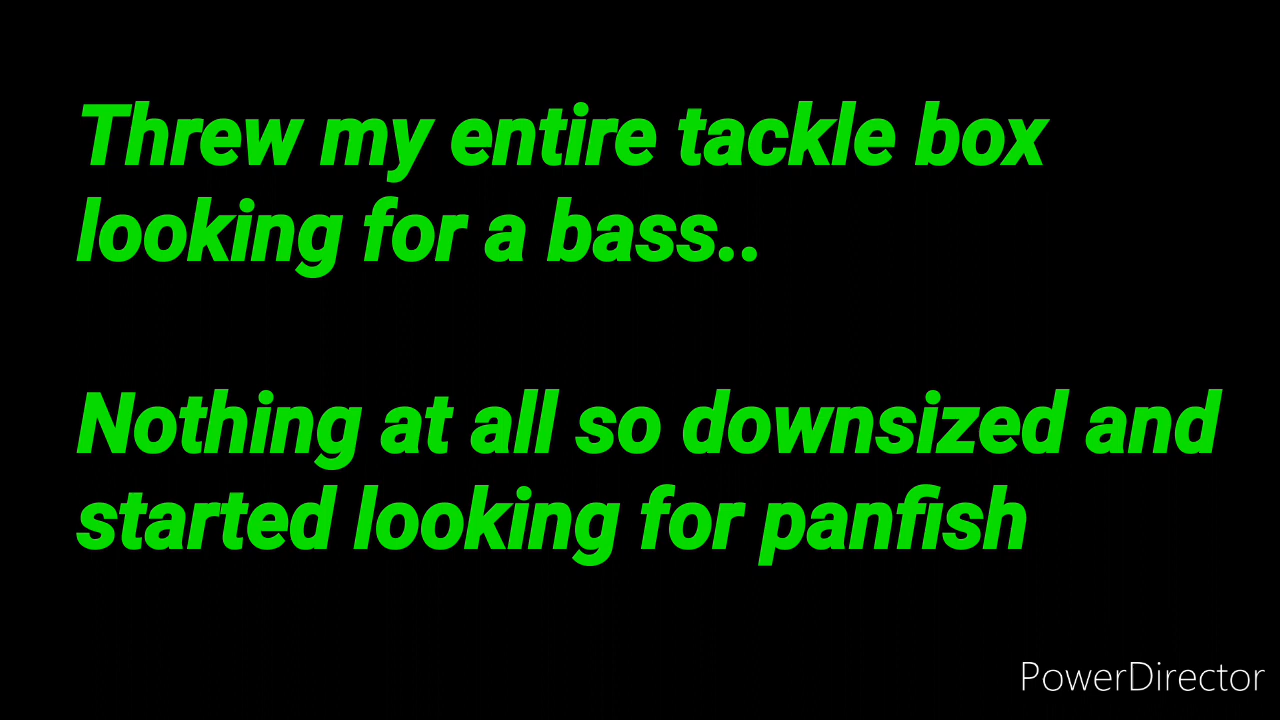 Threw my entire tackle box
looking for a bass..
Nothing at all so downsized and
started looking for panfish
PowerDirector